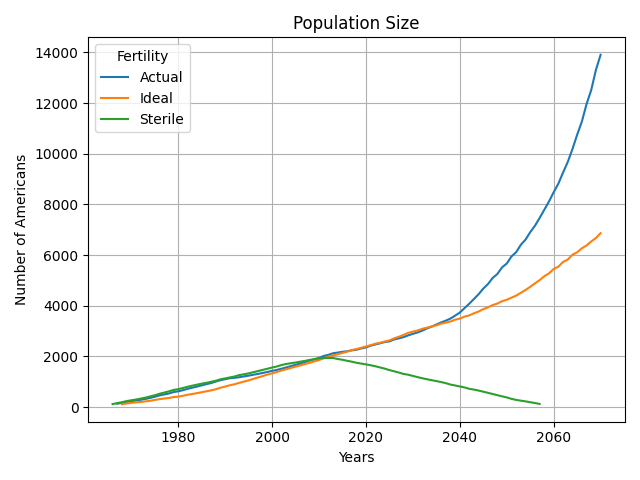 Population Size
Fertility
Actual
Ideal
Sterile
Number of Americans
14000
12000
10000
8000
6000
4000
2000
0
1980 2000 2020 2040 2060
Years